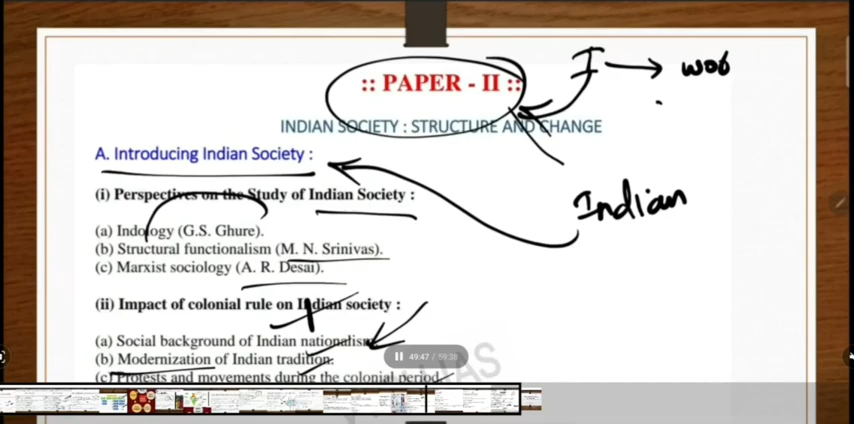 :: PAPER - II ::
I → woo
INDIAN SOCIETY : STRUCTURE AND CHANGE
A. Introducing Indian Society :
(i) Perspectives on the Study of Indian Society :
Indian
(a) Indology (G.S. Ghure).
(b) Structural functionalism (M. N. Srinivas).
(c) Marxist sociology (A. R. Desai).
(ii) Impact of colonial rule on Indian society :
(a) Social background of Indian nationalism
(b) Modernization of Indian tradition.
49:47 / 59:38
(c) Protests and movements during the colonial period